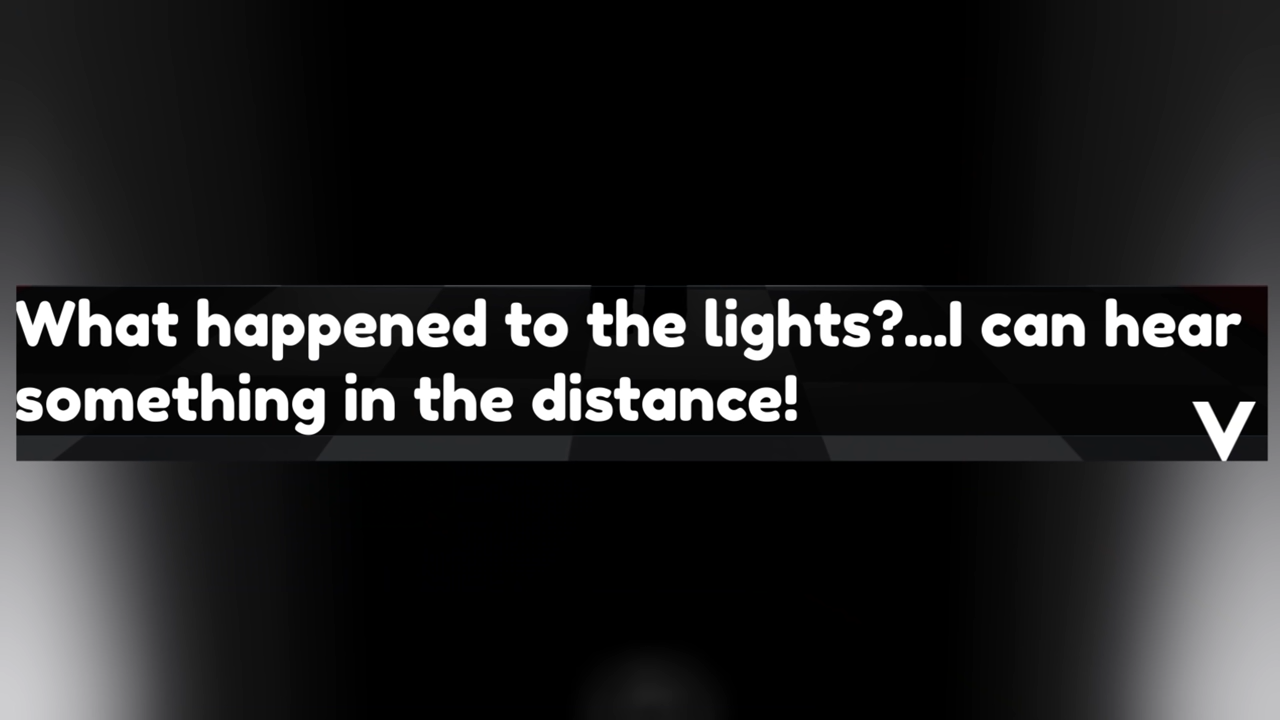 What happened to the lights?...I can hear
something in the distance!
V